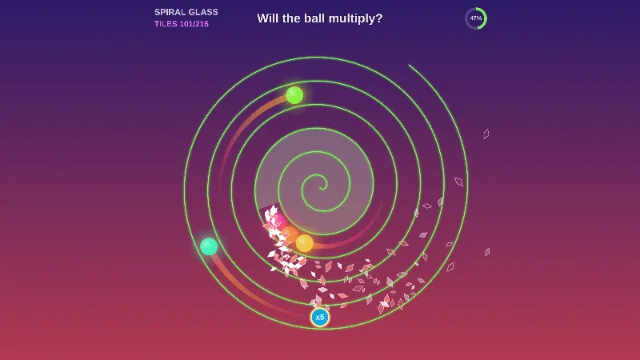 SPIRAL GLASS
TILES 101/216
Will the ball multiply?
47%
x5